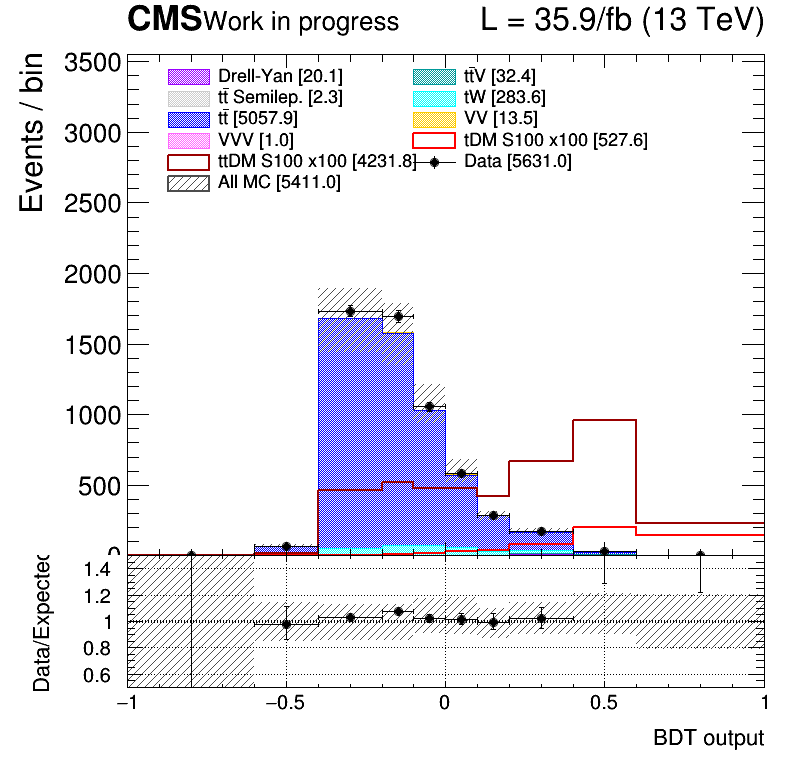 CMS Work in progress L = 35.9/fb (13 TeV)
Events / bin
3500
3000
2500
2000
1500
1000
500
0
Drell-Yan [20.1] tt̄V [32.4]
tt̄ Semilep. [2.3] tW [283.6]
tt̄ [5057.9] VV [13.5]
VVV [1.0] tDM S100 x100 [527.6]
ttDM S100 x100 [4231.8] Data [5631.0]
All MC [5411.0]
Data/Expected
1.4
1.2
1
0.8
0.6
−1 −0.5 0 0.5 1
BDT output